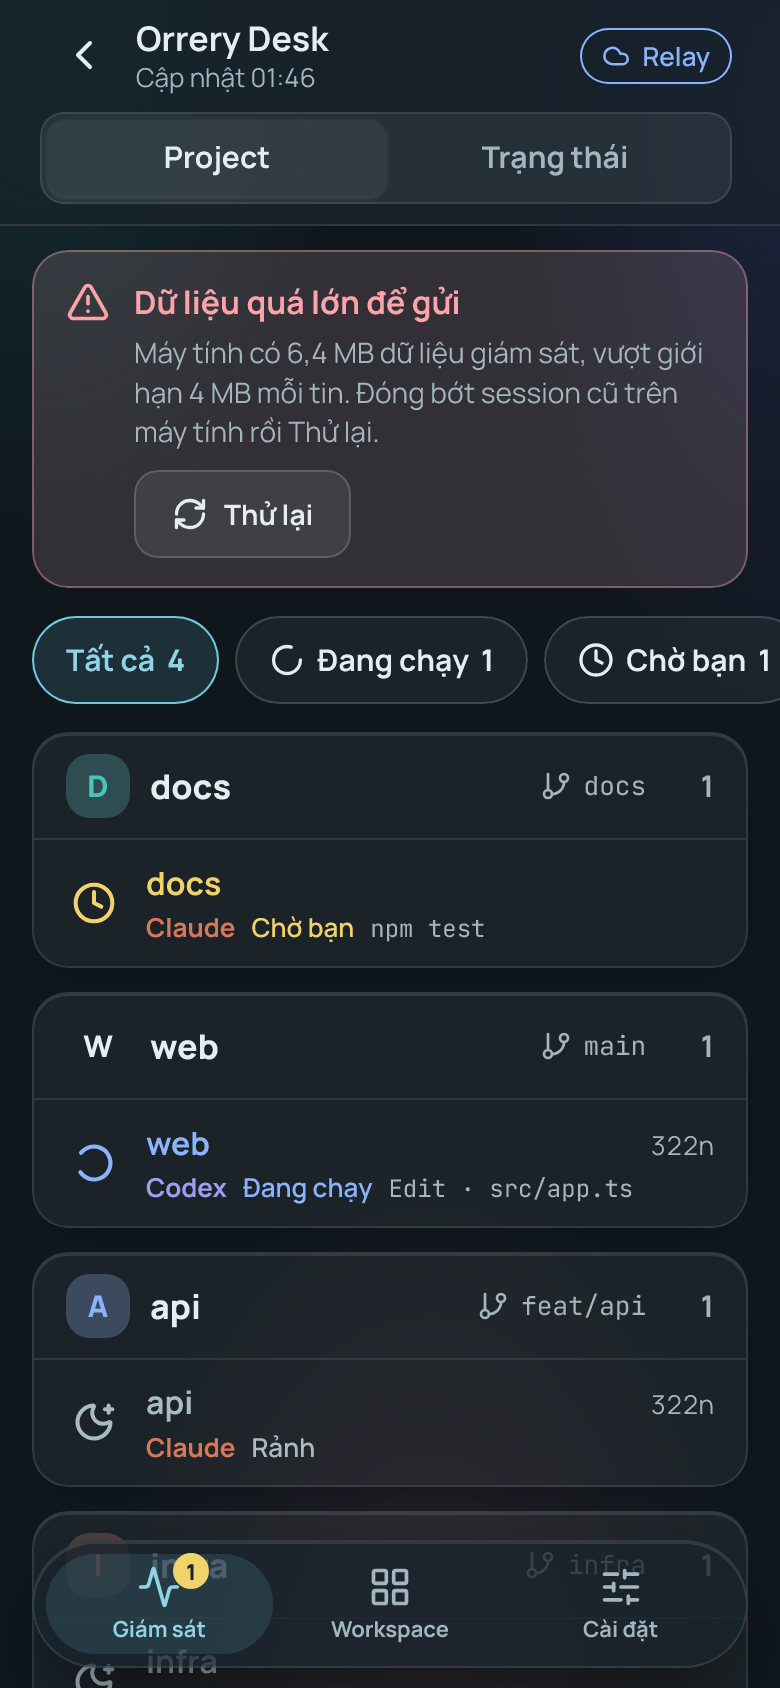 Orrery Desk
Cập nhật 01:46
Relay
Project
Trạng thái
Dữ liệu quá lớn để gửi
Máy tính có 6,4 MB dữ liệu giám sát, vượt giới
hạn 4 MB mỗi tin. Đóng bớt session cũ trên
máy tính rồi Thử lại.
Thử lại
Tất cả 4
Đang chạy 1
Chờ bạn 1
D docs docs 1
docs
Claude Chờ bạn npm test
W web main 1
web 322n
Codex Đang chạy Edit · src/app.ts
A api feat/api 1
api 322n
Claude Rảnh
I infra infra 1
1
Giám sát
Workspace
Cài đặt
infra